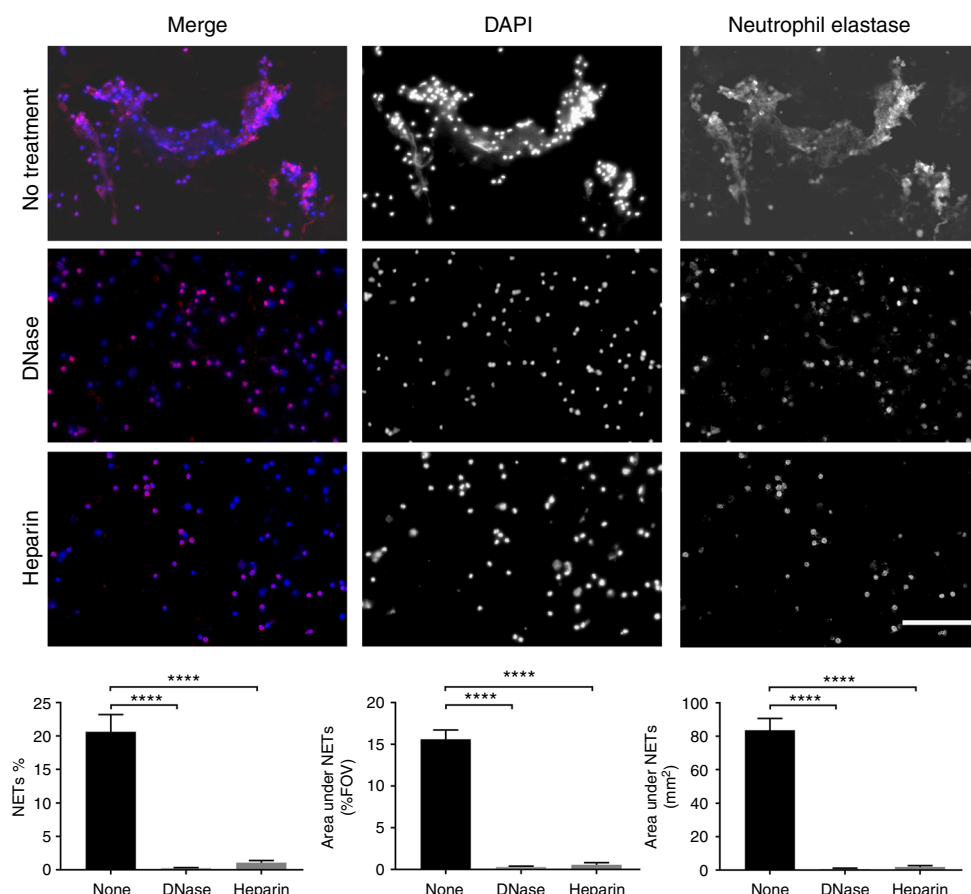 Merge DAPI Neutrophil elastase
No treatment
DNase
Heparin
NETs %
25
20
15
10
5
0
****
****
None DNase Heparin
Area under NETs
(%FOV)
20
15
10
5
0
****
****
None DNase Heparin
Area under NETs
(mm²)
100
80
60
40
20
0
****
****
None DNase Heparin